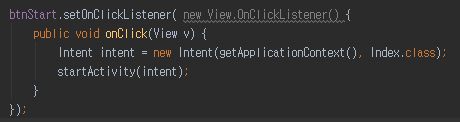 btnStart.setOnClickListener( new View.OnClickListener() {
    public void onClick(View v) {
        Intent intent = new Intent(getApplicationContext(), Index.class);
        startActivity(intent);
    }
});